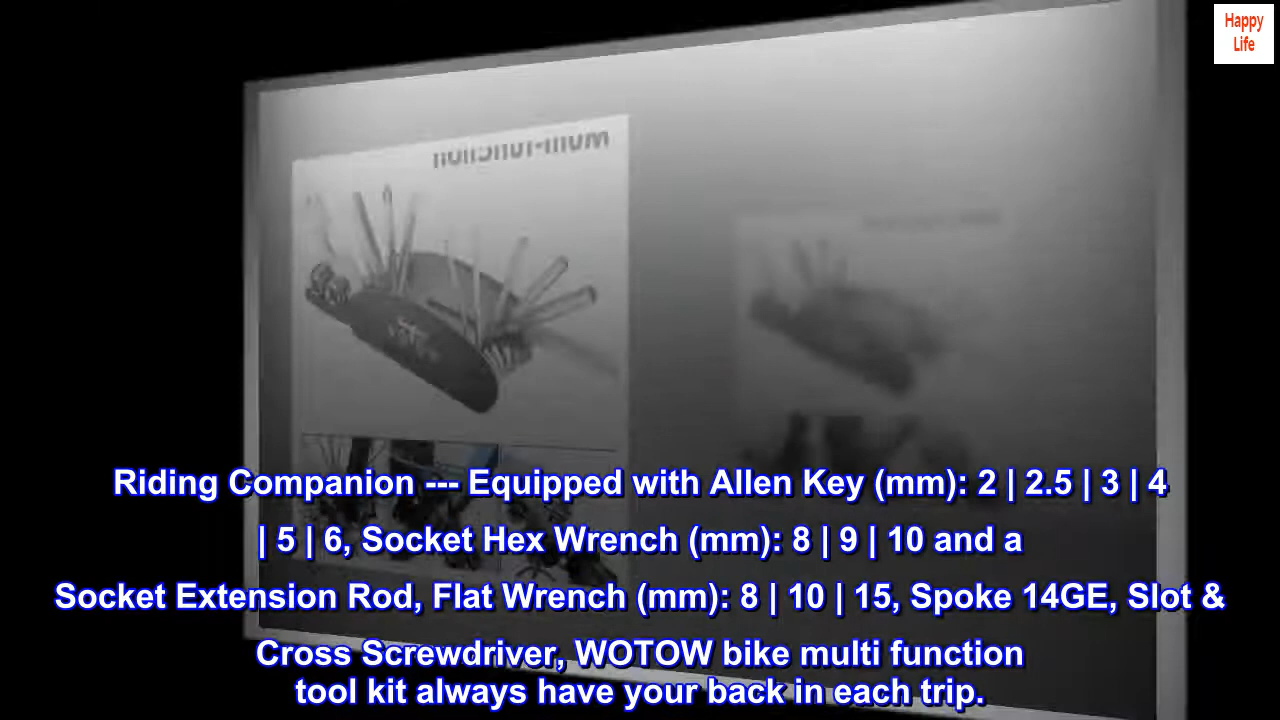 Happy
Life
Riding Companion --- Equipped with Allen Key (mm): 2 | 2.5 | 3 | 4
| 5 | 6, Socket Hex Wrench (mm): 8 | 9 | 10 and a
Socket Extension Rod, Flat Wrench (mm): 8 | 10 | 15, Spoke 14GE, Slot &
Cross Screwdriver, WOTOW bike multi function
tool kit always have your back in each trip.